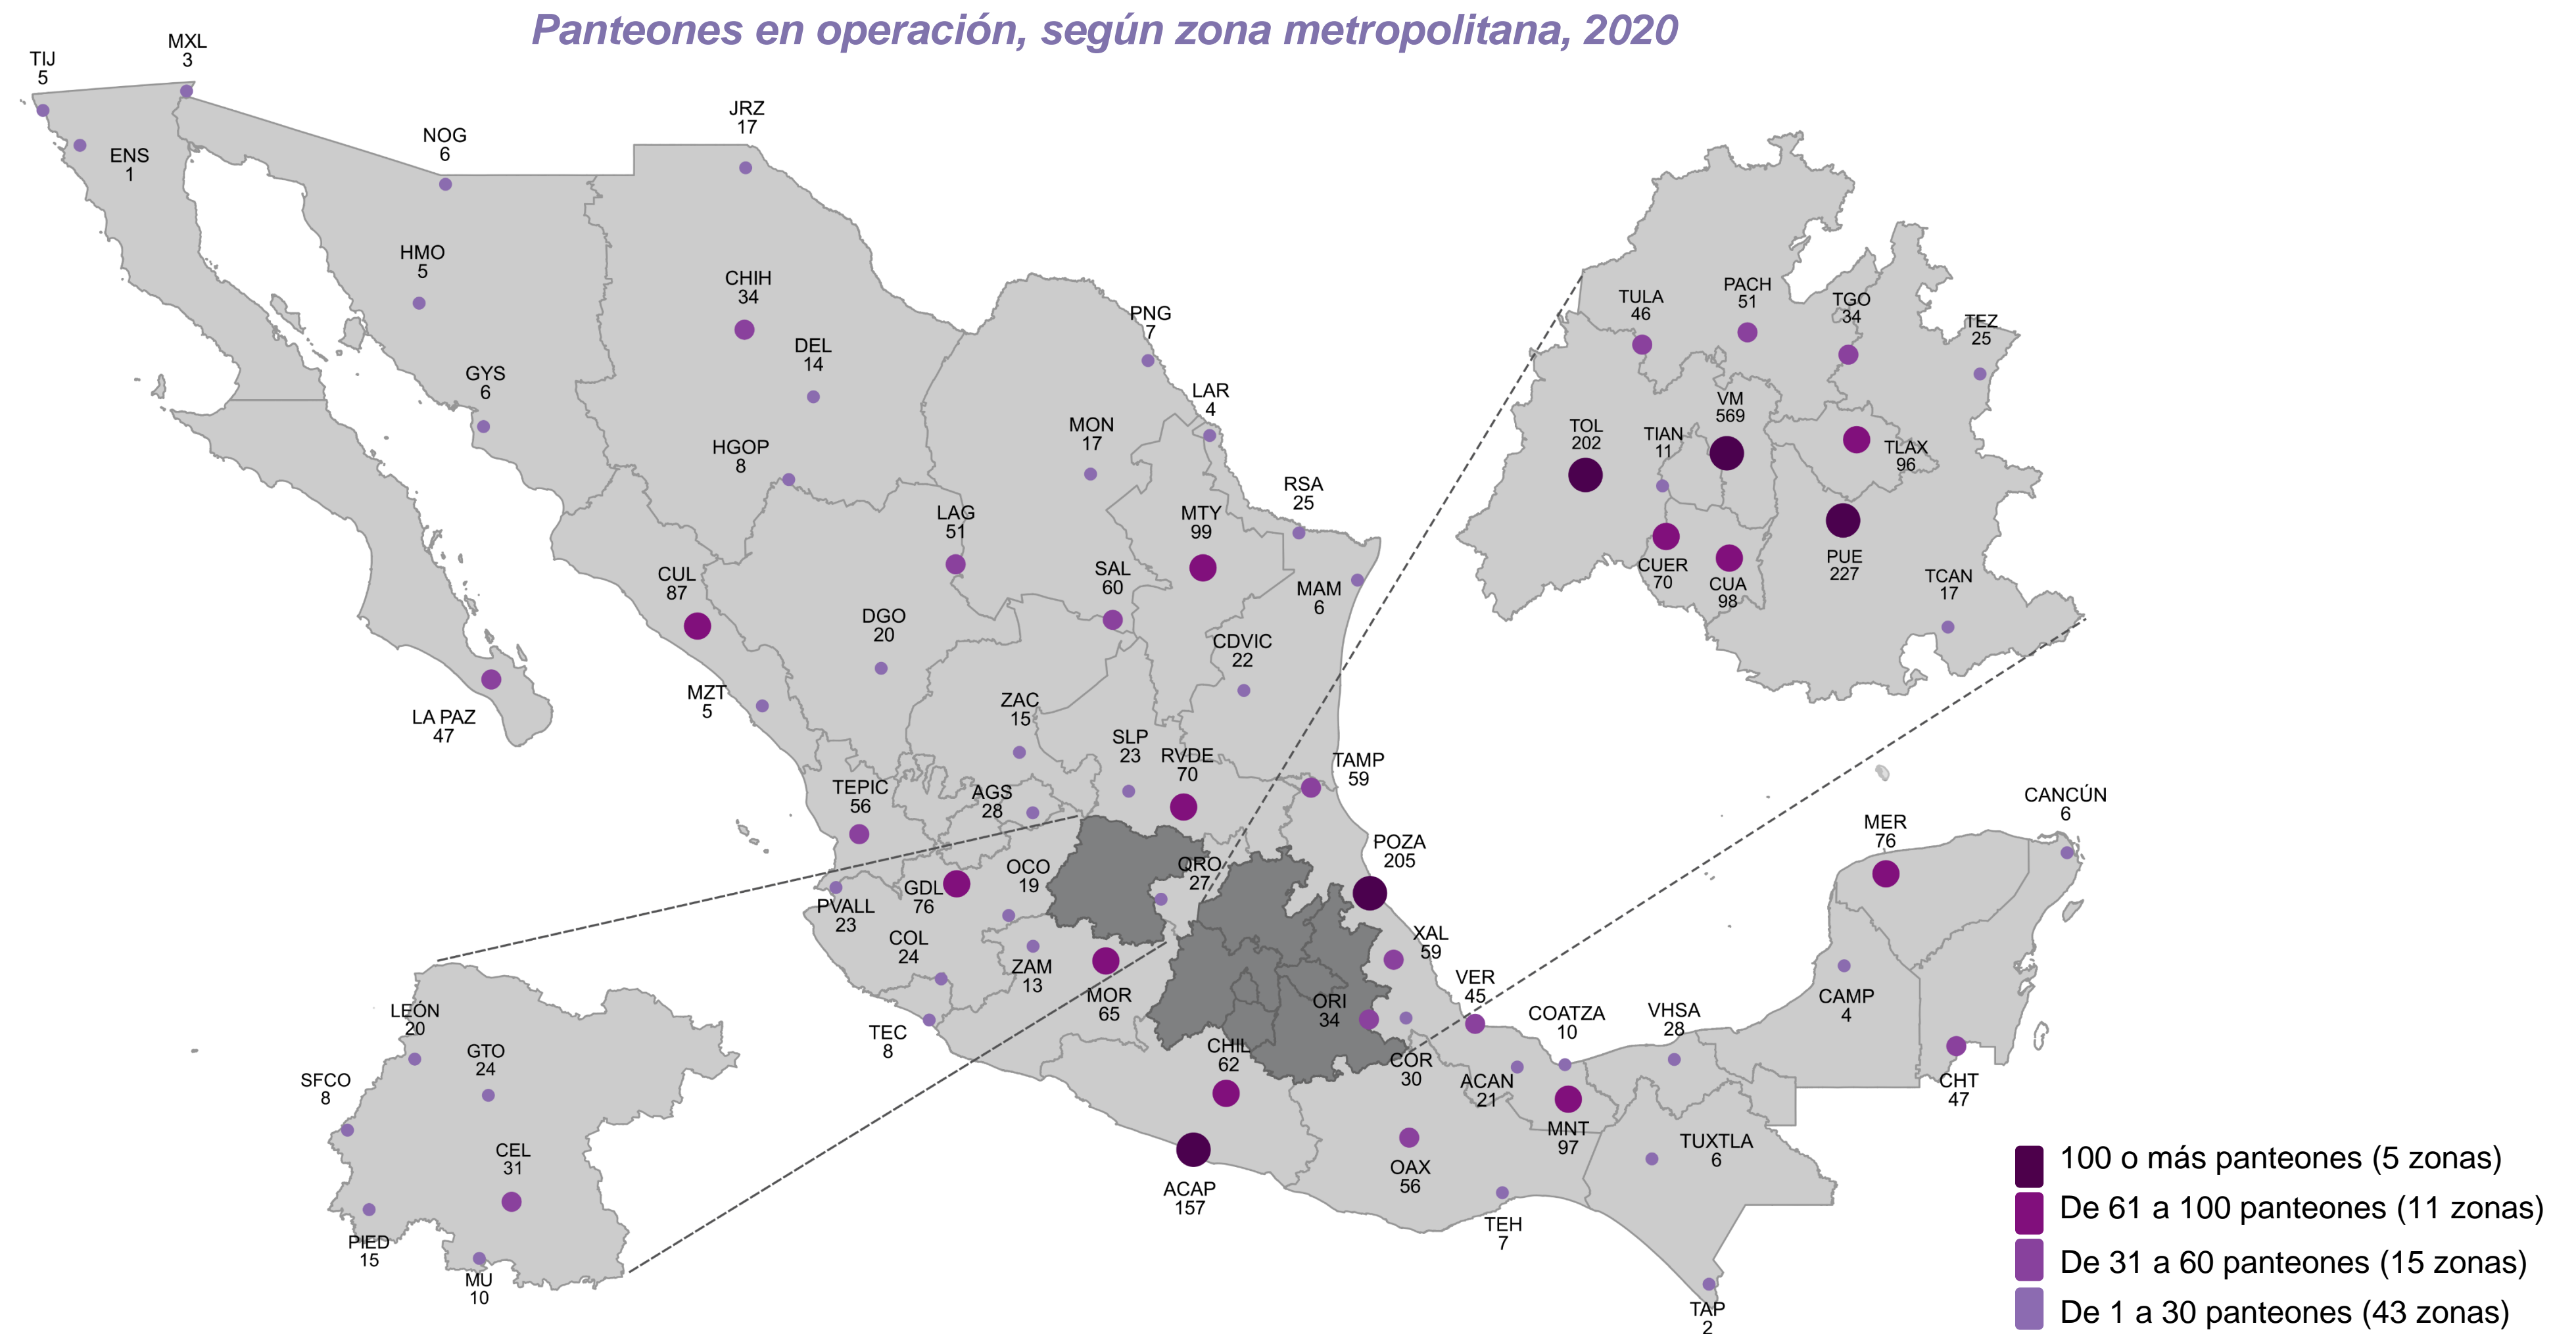 Panteones en operación, según zona metropolitana, 2020
TIJ
5
MXL
3
ENS
1
NOG
6
JRZ
17
HMO
5
CHIH
34
DEL
14
GYS
6
HGOP
8
PNG
7
LAR
4
MON
17
RSA
25
LAG
51
MTY
99
SAL
60
MAM
6
CUL
87
DGO
20
CDVIC
22
MZT
5
LA PAZ
47
ZAC
15
SLP
23
RVDE
70
TAMP
59
TEPIC
56
AGS
28
POZA
205
OCO
19
QRO
27
GDL
76
PVALL
23
COL
24
ZAM
13
XAL
59
MOR
65
ORI
34
VER
45
TEC
8
CHIL
62
CÓR
30
COATZA
10
VHSA
28
ACAN
21
MNT
97
TUXTLA
6
OAX
56
ACAP
157
TEH
7
TAP
2
MER
76
CANCÚN
6
CAMP
4
CHT
47
TULA
46
PACH
51
TGO
34
TEZ
25
VM
569
TOL
202
TIAN
11
TLAX
96
CUER
70
CUA
98
PUE
227
TCAN
17
LEÓN
20
GTO
24
SFCO
8
CEL
31
PIED
15
MU
10
100 o más panteones (5 zonas)
De 61 a 100 panteones (11 zonas)
De 31 a 60 panteones (15 zonas)
De 1 a 30 panteones (43 zonas)